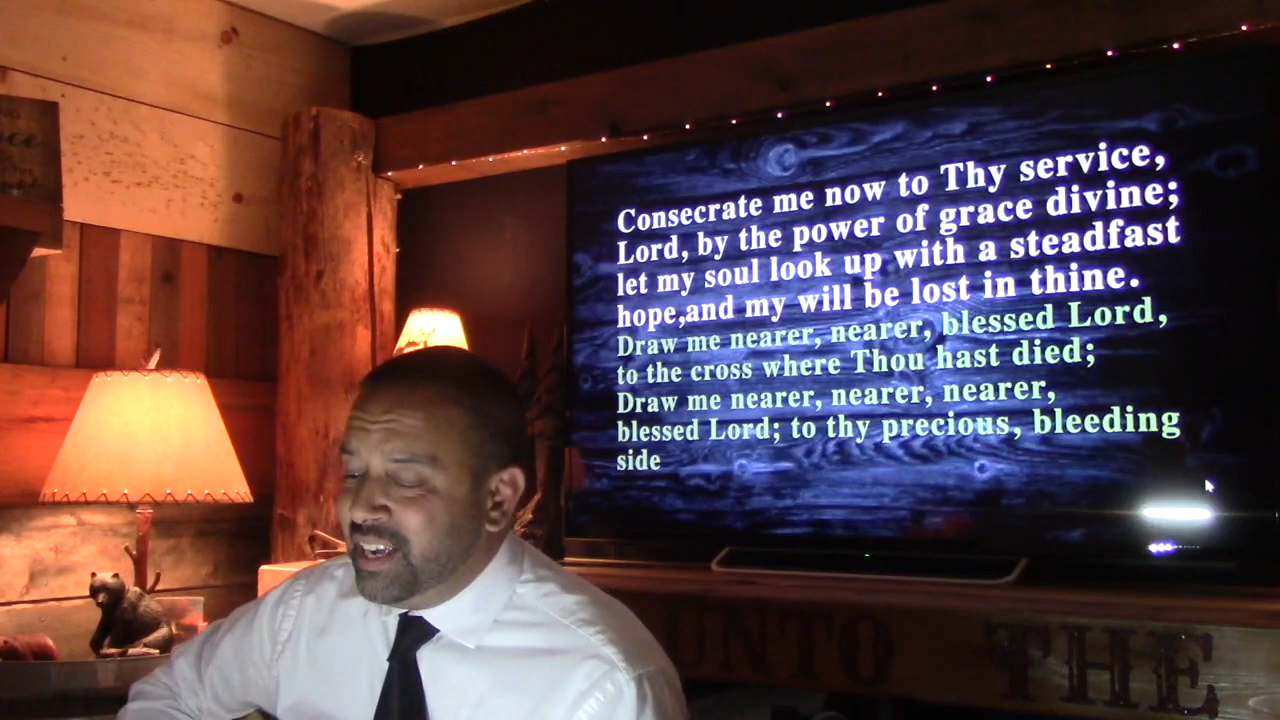 Consecrate me now to Thy service,
Lord, by the power of grace divine;
let my soul look up with a steadfast
hope,and my will be lost in thine.
Draw me nearer, nearer, blessed Lord,
to the cross where Thou hast died;
Draw me nearer, nearer, nearer,
blessed Lord; to thy precious, bleeding
side
UNTO THE